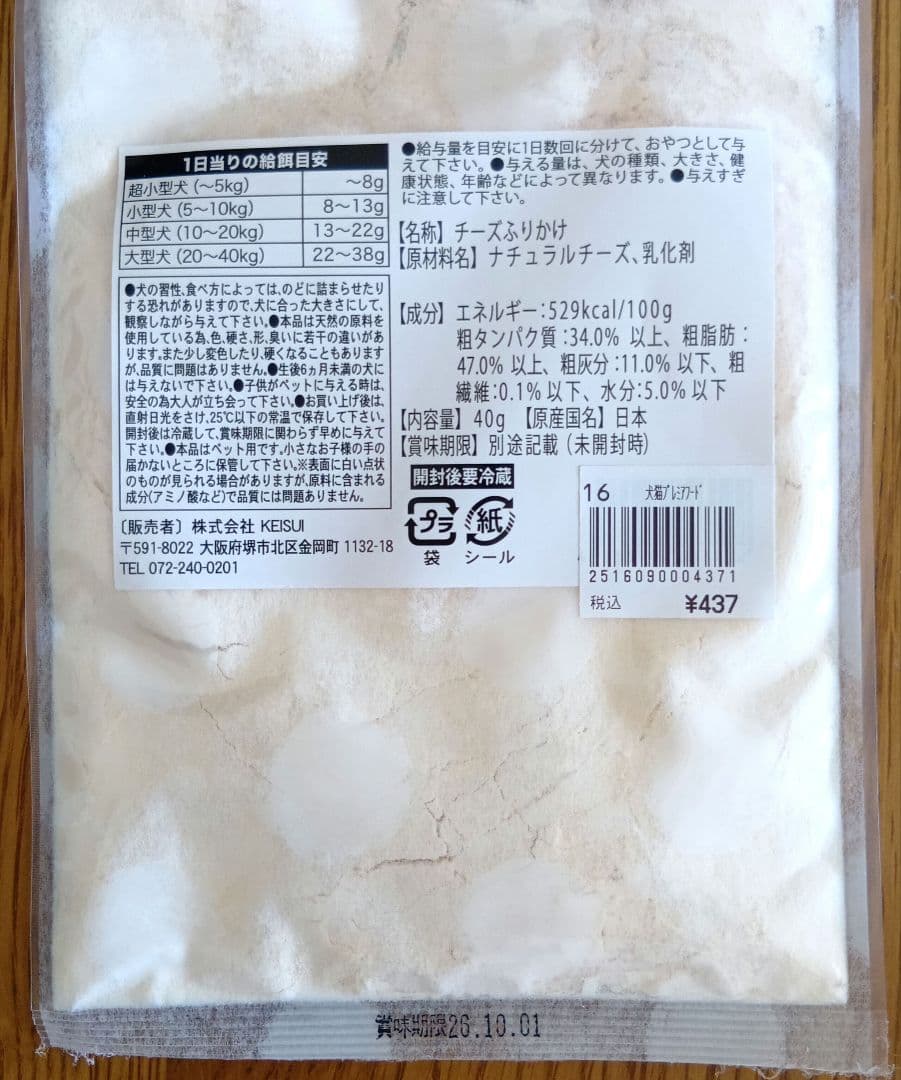 1日当りの給餌目安
超小型犬（〜5kg） 〜8g
小型犬（5〜10kg） 8〜13g
中型犬（10〜20kg） 13〜22g
大型犬（20〜40kg） 22〜38g
●犬の習性、食べ方によっては、のどに詰まらせたり
する恐れがありますので、犬に合った大きさにして、
観察しながら与えて下さい。●本品は天然の原料を
使用している為、色、硬さ、形、臭いに若干の違いがあ
ります。また少し変色したり、硬くなることもあります
が、品質に問題はありません。●生後6ヵ月未満の犬に
は与えないで下さい。●子供がペットに与える時は、
安全の為大人が立ち会って下さい。●お買い上げ後は、
直射日光をさけ、25℃以下の常温で保存して下さい。
開封後は冷蔵して、賞味期限に関わらず早めに与えて
下さい。●本品はペット用です。小さなお子様の手の
届かないところに保管して下さい。※表面に白い点状
のものが見られる場合がありますが、原料に含まれる
成分（アミノ酸など）で品質には問題ありません。
〔販売者〕株式会社 KEISUI
〒591-8022 大阪府堺市北区金岡町 1132-18
TEL 072-240-0201
●給与量を目安に1日数回に分けて、おやつとして与
えて下さい。●与える量は、犬の種類、大きさ、健
康状態、年齢などによって異なります。●与えすぎ
に注意して下さい。
【名称】チーズふりかけ
【原材料名】ナチュラルチーズ、乳化剤
【成分】エネルギー：529kcal/100g
粗タンパク質：34.0% 以上、粗脂肪：
47.0% 以上、粗灰分：11.0% 以下、粗
繊維：0.1% 以下、水分：5.0% 以下
【内容量】40g 【原産国名】日本
【賞味期限】別途記載（未開封時）
開封後要冷蔵
プラ 紙
袋 シール
16 犬猫プレミアフード
2516090004371
税込 ¥437
賞味期限26.10.01